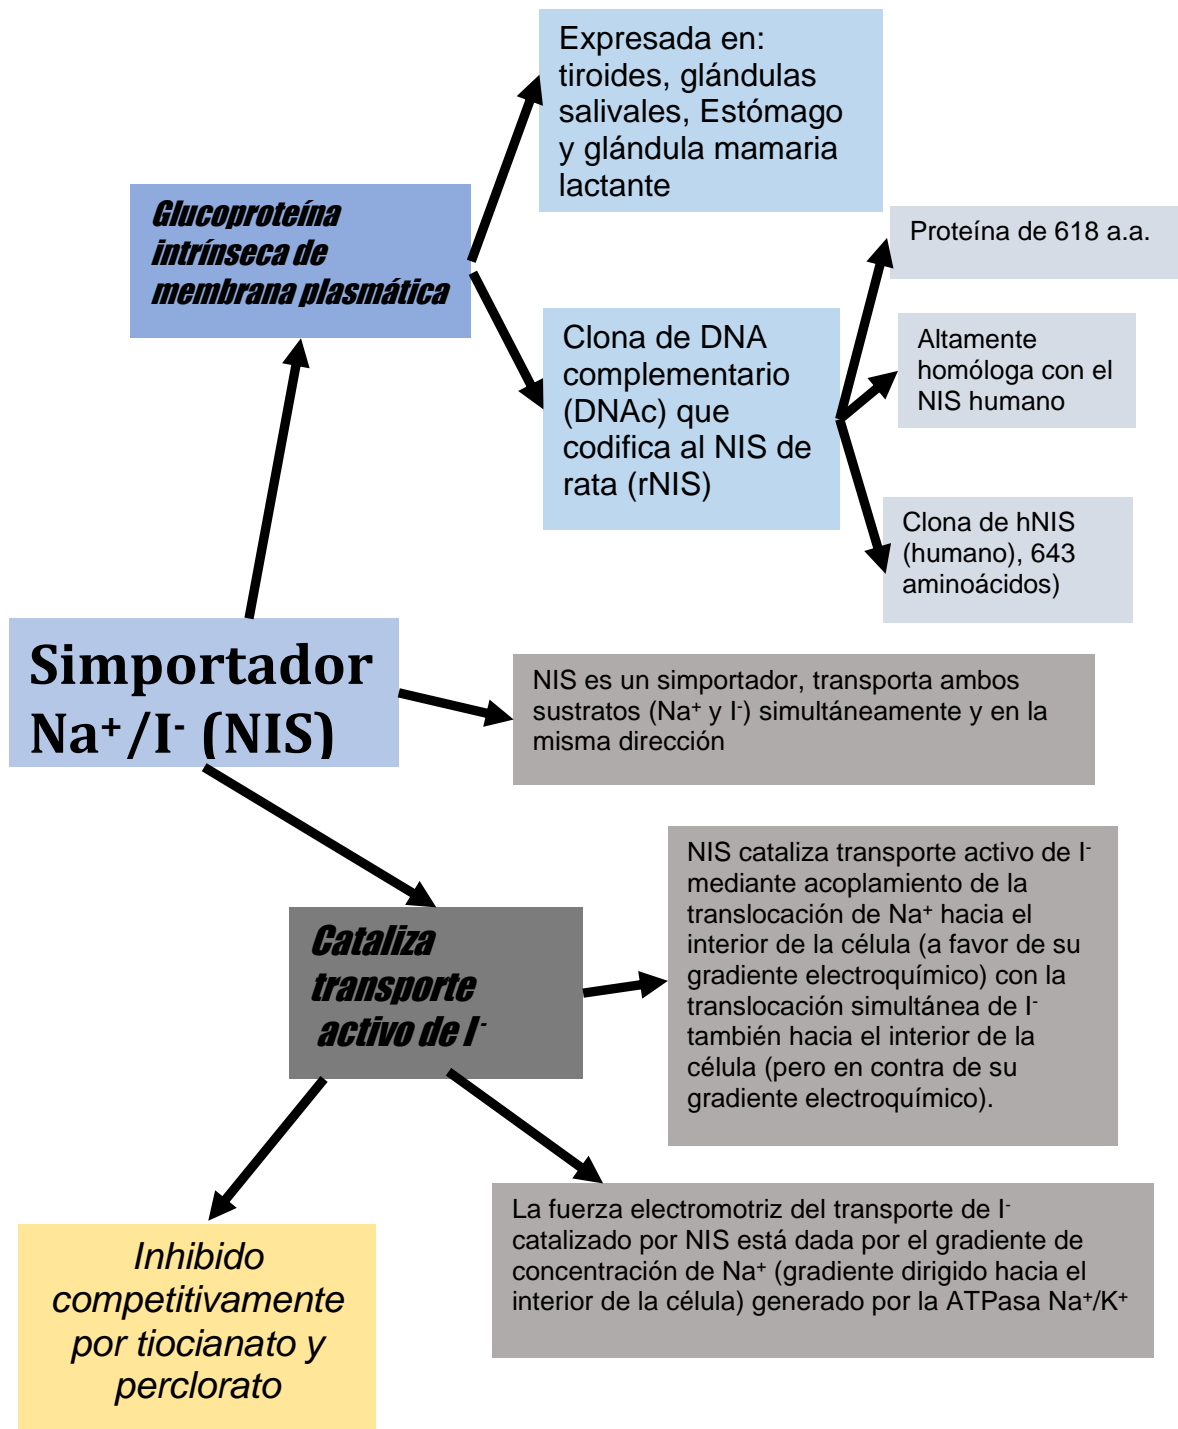 Expresada en:
tiroides, glándulas
salivales, Estómago
y glándula mamaria
lactante
Glucoproteína
intrínseca de
membrana plasmática
Proteína de 618 a.a.
Clona de DNA
complementario
(DNAc) que
codifica al NIS de
rata (rNIS)
Altamente
homóloga con el
NIS humano
Clona de hNIS
(humano), 643
aminoácidos)
Simportador
Na⁺/I⁻ (NIS)
NIS es un simportador, transporta ambos
sustratos (Na⁺ y I⁻) simultáneamente y en la
misma dirección
NIS cataliza transporte activo de I⁻
mediante acoplamiento de la
translocación de Na⁺ hacia el
interior de la célula (a favor de su
gradiente electroquímico) con la
translocación simultánea de I⁻
también hacia el interior de la
célula (pero en contra de su
gradiente electroquímico).
Cataliza
transporte
activo de I⁻
La fuerza electromotriz del transporte de I⁻
catalizado por NIS está dada por el gradiente de
concentración de Na⁺ (gradiente dirigido hacia el
interior de la célula) generado por la ATPasa Na⁺/K⁺
Inhibido
competitivamente
por tiocianato y
perclorato